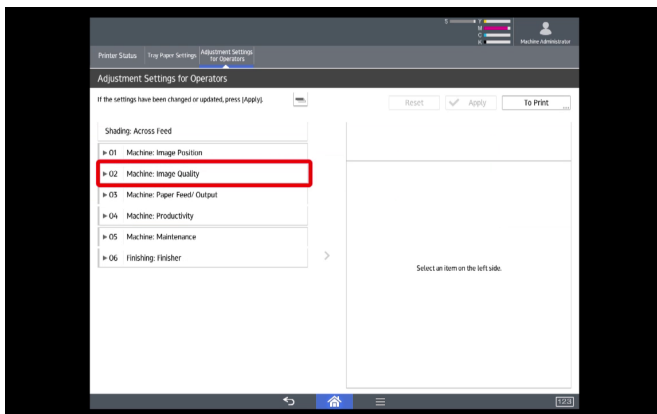 S Y
M
C
K
Machine Administrator
Printer Status Tray Paper Settings Adjustment Settings
for Operators
Adjustment Settings for Operators
If the settings have been changed or updated, press [Apply].
Reset Apply To Print
Shading: Across Feed
01 Machine: Image Position
02 Machine: Image Quality
03 Machine: Paper Feed/ Output
04 Machine: Productivity
05 Machine: Maintenance
06 Finishing: Finisher
Select an item on the left side.
123